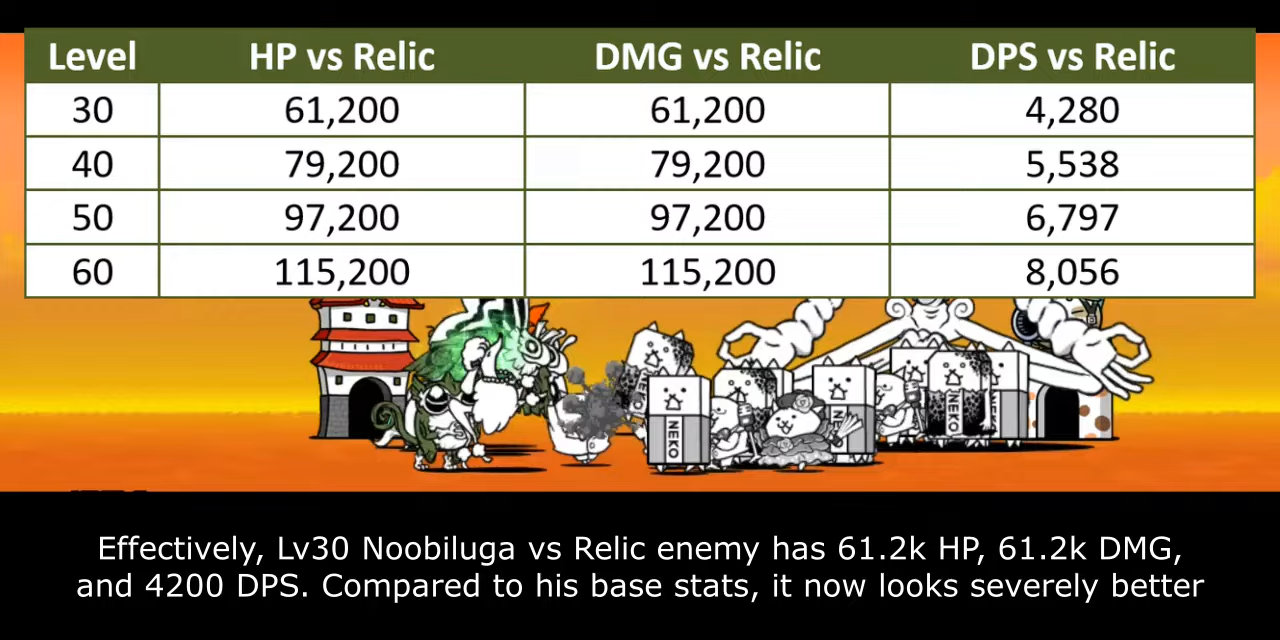 Level HP vs Relic DMG vs Relic DPS vs Relic
30 61,200 61,200 4,280
40 79,200 79,200 5,538
50 97,200 97,200 6,797
60 115,200 115,200 8,056
NEKO
NEKO
NEKO
NEKO
NEKO
Effectively, Lv30 Noobiluga vs Relic enemy has 61.2k HP, 61.2k DMG,
and 4200 DPS. Compared to his base stats, it now looks severely better